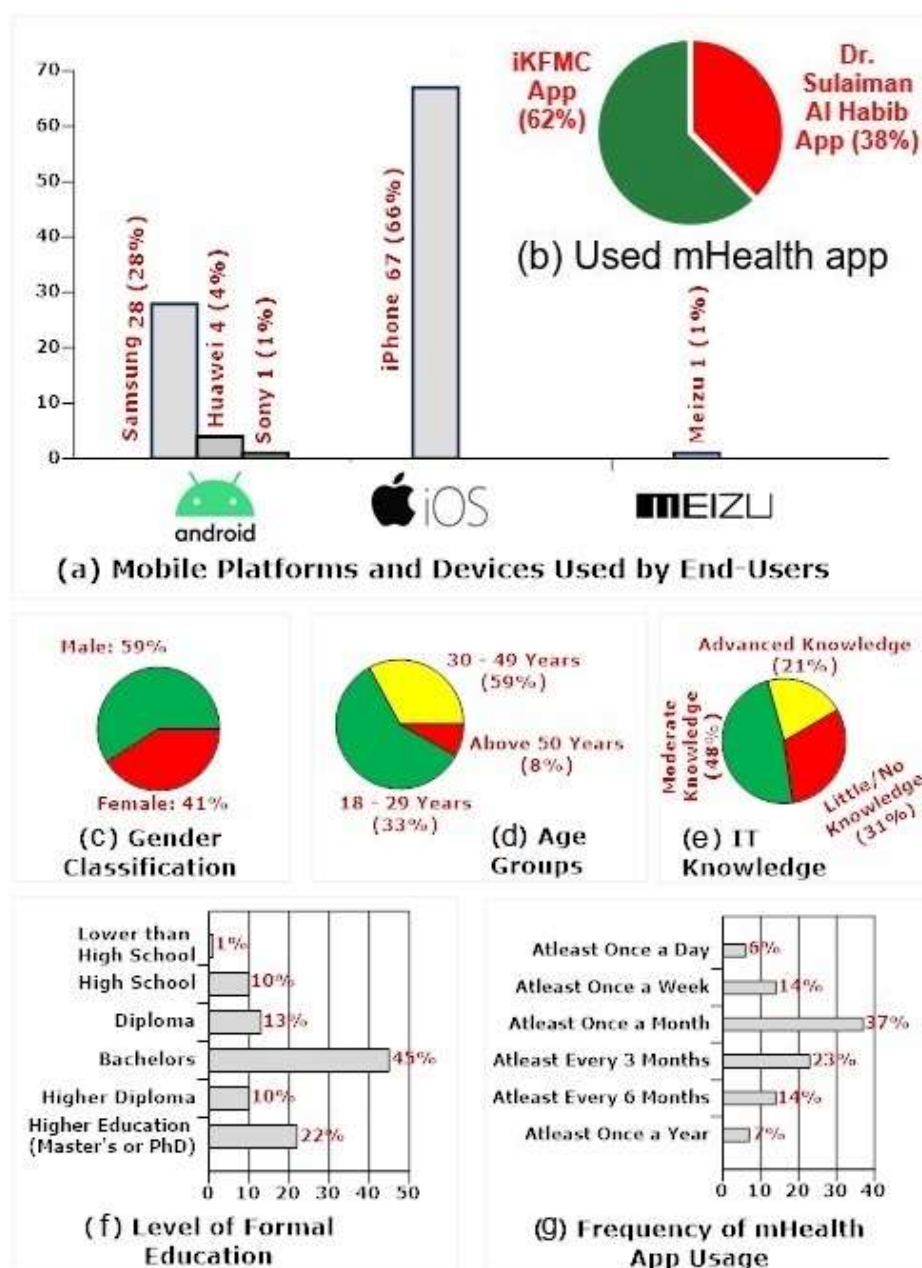 70
60
50
40
30
20
10
0
Samsung 28 (28%)
Huawei 4 (4%)
Sony 1 (1%)
iPhone 67 (66%)
Meizu 1 (1%)
iKFMC
App
(62%)
Dr.
Sulaiman
Al Habib
App (38%)
(b) Used mHealth app
android
iOS
MEIZU
(a) Mobile Platforms and Devices Used by End-Users
Male: 59%
Female: 41%
(c) Gender
Classification
30 - 49 Years
(59%)
Above 50 Years
(8%)
18 - 29 Years
(33%)
(d) Age
Groups
Advanced Knowledge
(21%)
Moderate
Knowledge
(48%)
Little/No
Knowledge
(31%)
(e) IT
Knowledge
Lower than
High School
1%
High School
10%
Diploma
13%
Bachelors
45%
Higher Diploma
10%
Higher Education
(Master's or PhD)
22%
0 10 20 30 40 50
(f) Level of Formal
Education
Atleast Once a Day
6%
Atleast Once a Week
14%
Atleast Once a Month
37%
Atleast Every 3 Months
23%
Atleast Every 6 Months
14%
Atleast Once a Year
7%
0 10 20 30 40
(g) Frequency of mHealth
App Usage